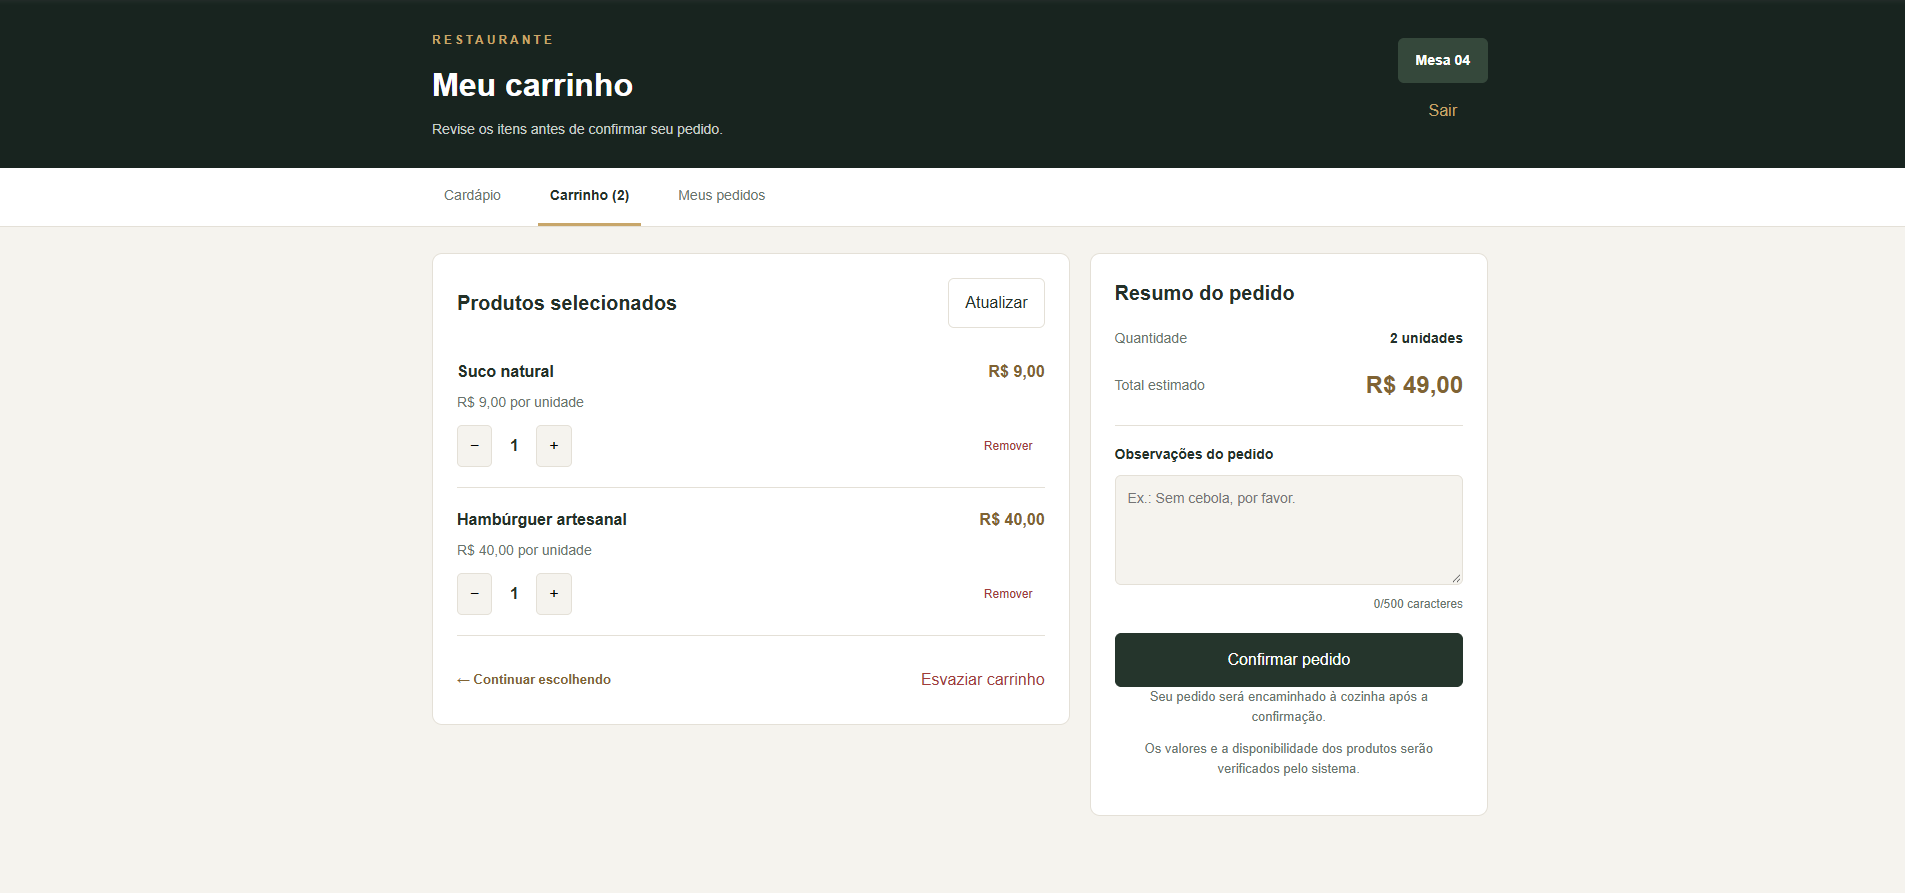 RESTAURANTE
Meu carrinho
Revise os itens antes de confirmar seu pedido.
Mesa 04
Sair
Cardápio
Carrinho (2)
Meus pedidos
Produtos selecionados
Atualizar
Suco natural
R$ 9,00
R$ 9,00 por unidade
− 1 +
Remover
Hambúrguer artesanal
R$ 40,00
R$ 40,00 por unidade
− 1 +
Remover
← Continuar escolhendo
Esvaziar carrinho
Resumo do pedido
Quantidade
2 unidades
Total estimado
R$ 49,00
Observações do pedido
Ex.: Sem cebola, por favor.
0/500 caracteres
Confirmar pedido
Seu pedido será encaminhado à cozinha após a
confirmação.
Os valores e a disponibilidade dos produtos serão
verificados pelo sistema.